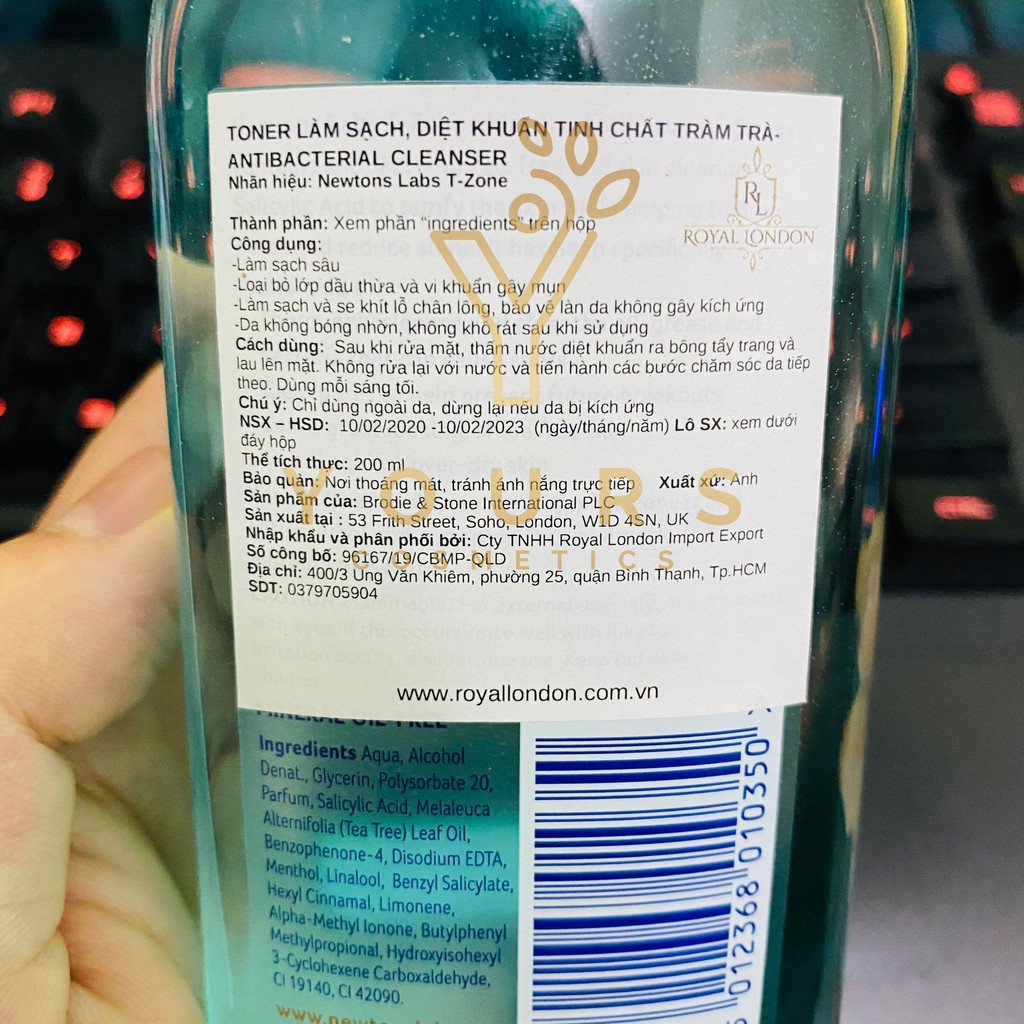 TONER LÀM SẠCH, DIỆT KHUẨN TINH CHẤT TRÀM TRÀ-
ANTIBACTERIAL CLEANSER
Nhãn hiệu: Newtons Labs T-Zone
RL
ROYAL LONDON
Thành phần: Xem phần "ingredients" trên hộp
Công dụng:
-Làm sạch sâu
-Loại bỏ lớp dầu thừa và vi khuẩn gây mụn
-Làm sạch và se khít lỗ chân lông, bảo vệ làn da không gây kích ứng
-Da không bóng nhờn, không khô rát sau khi sử dụng
Cách dùng: Sau khi rửa mặt, thấm nước diệt khuẩn ra bông tẩy trang và
lau lên mặt. Không rửa lại với nước và tiến hành các bước chăm sóc da tiếp
theo. Dùng mỗi sáng tối.
Chú ý: Chỉ dùng ngoài da, dừng lại nếu da bị kích ứng
NSX – HSD: 10/02/2020 -10/02/2023 (ngày/tháng/năm) Lô SX: xem dưới
đáy hộp
Thể tích thực: 200 ml
Bảo quản: Nơi thoáng mát, tránh ánh nắng trực tiếp Xuất xứ: Anh
Sản phẩm của: Brodie & Stone International PLC
Sản xuất tại : 53 Frith Street, Soho, London, W1D 4SN, UK
Nhập khẩu và phân phối bởi: Cty TNHH Royal London Import Export
Số công bố: 96167/19/CBMP-QLD
Địa chỉ: 400/3 Ung Văn Khiêm, phường 25, quận Bình Thạnh, Tp.HCM
SDT: 0379705904
YOURS
COSMETICS
www.royallondon.com.vn
MINERAL OIL FREE
Ingredients Aqua, Alcohol
Denat., Glycerin, Polysorbate 20,
Parfum, Salicylic Acid, Melaleuca
Alternifolia (Tea Tree) Leaf Oil,
Benzophenone-4, Disodium EDTA,
Menthol, Linalool, Benzyl Salicylate,
Hexyl Cinnamal, Limonene,
Alpha-Methyl Ionone, Butylphenyl
Methylpropional, Hydroxyisohexyl
3-Cyclohexene Carboxaldehyde,
CI 19140, CI 42090.
012368 010350